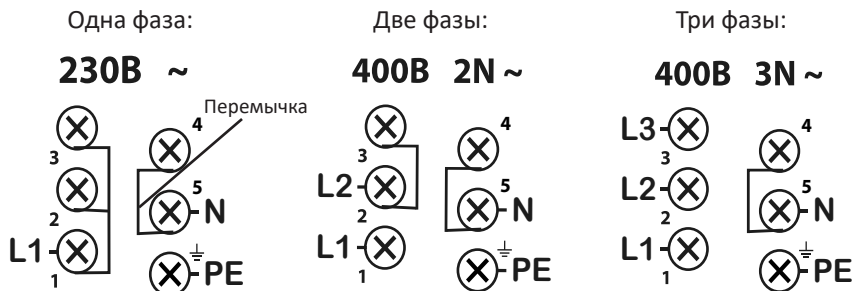 Одна фаза:
230В ~
Перемычка
3
4
2
5
N
L1
1
PE
Две фазы:
400В 2N ~
3
4
L2
2
5
N
L1
1
PE
Три фазы:
400В 3N ~
L3
3
4
L2
2
5
N
L1
1
PE